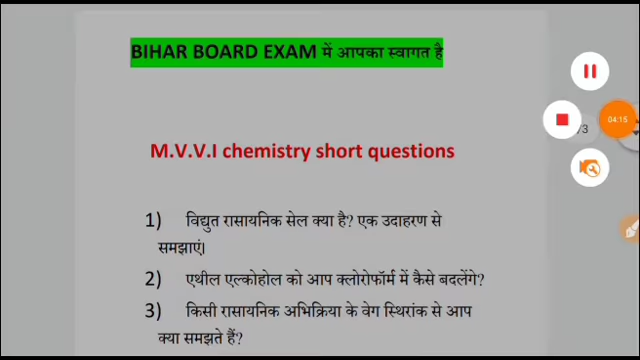 BIHAR BOARD EXAM में आपका स्वागत है
M.V.V.I chemistry short questions
1) विद्युत रासायनिक सेल क्या है? एक उदाहरण से
समझाएं।
2) एथील एल्कोहोल को आप क्लोरोफॉर्म में कैसे बदलेंगे?
3) किसी रासायनिक अभिक्रिया के वेग स्थिरांक से आप
क्या समझते हैं?
04:15
/3